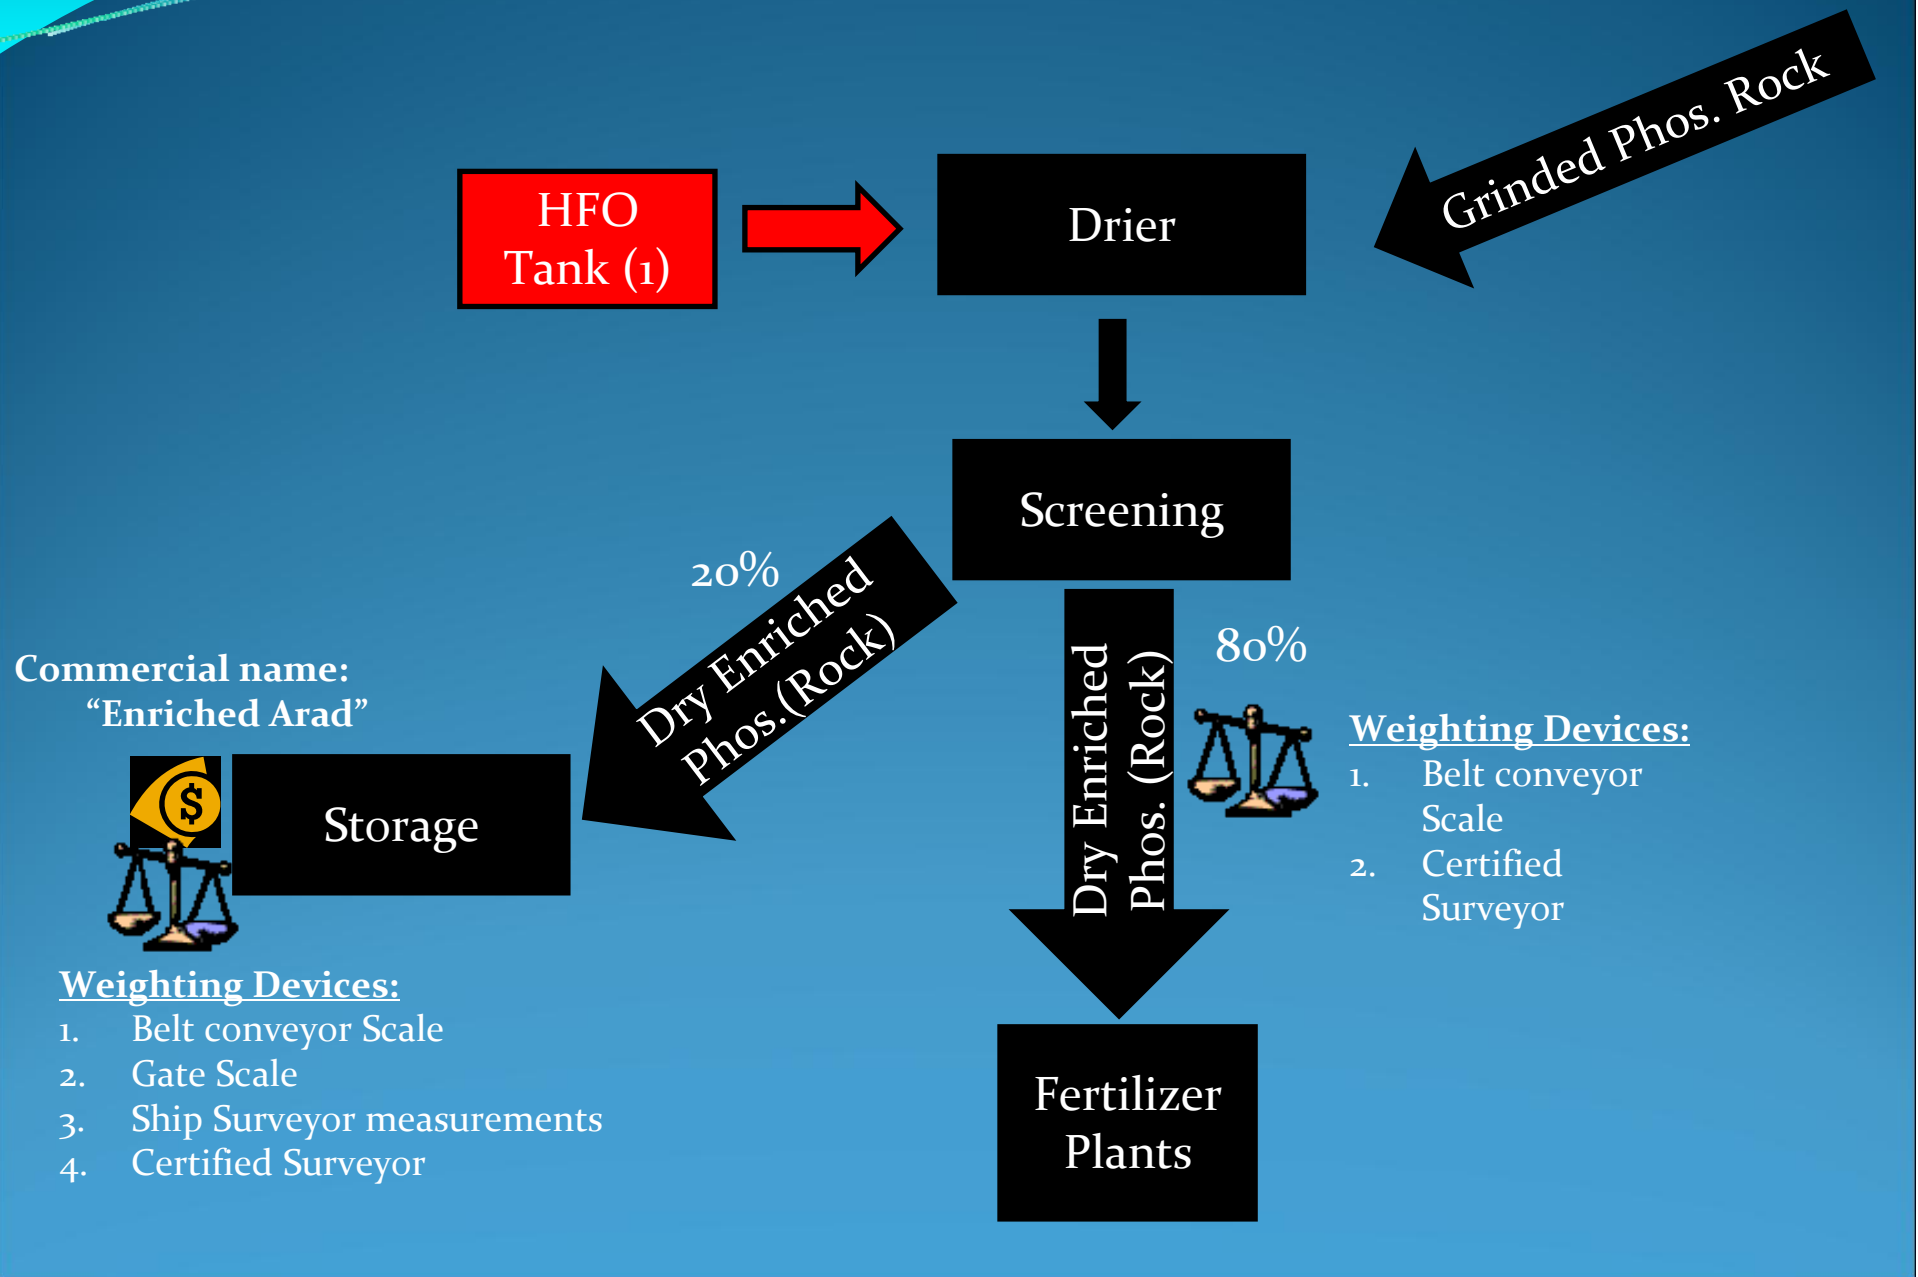 Grinded Phos. Rock
HFO
Tank (1)
Drier
Screening
20%
Dry Enriched
Phos.(Rock)
80%
Dry Enriched
Phos. (Rock)
Commercial name:
“Enriched Arad”
$
Storage
Weighting Devices:
1. Belt conveyor
Scale
2. Certified
Surveyor
Weighting Devices:
1. Belt conveyor Scale
2. Gate Scale
3. Ship Surveyor measurements
4. Certified Surveyor
Fertilizer
Plants